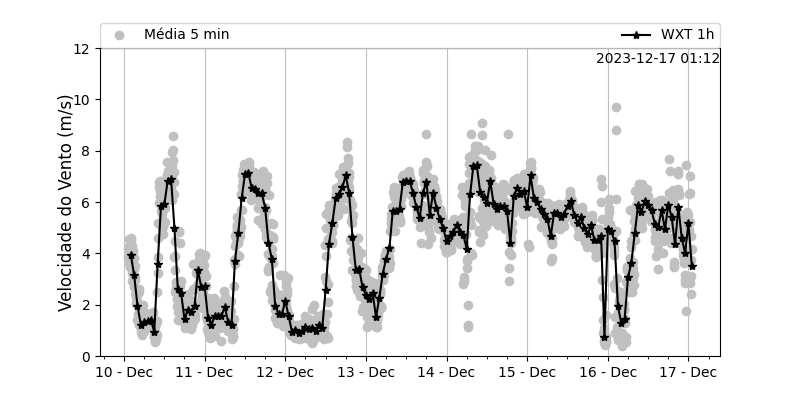 Média 5 min
WXT 1h
2023-12-17 01:12
Velocidade do Vento (m/s)
12
10
8
6
4
2
0
10 - Dec
11 - Dec
12 - Dec
13 - Dec
14 - Dec
15 - Dec
16 - Dec
17 - Dec